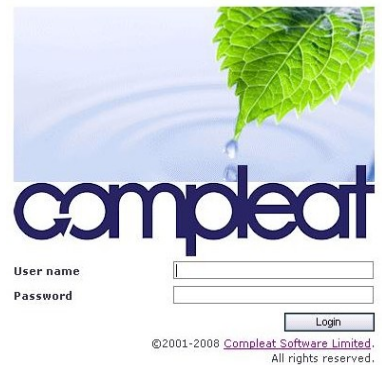 compleat
User name
Password
Login
©2001-2008 Compleat Software Limited.
All rights reserved.